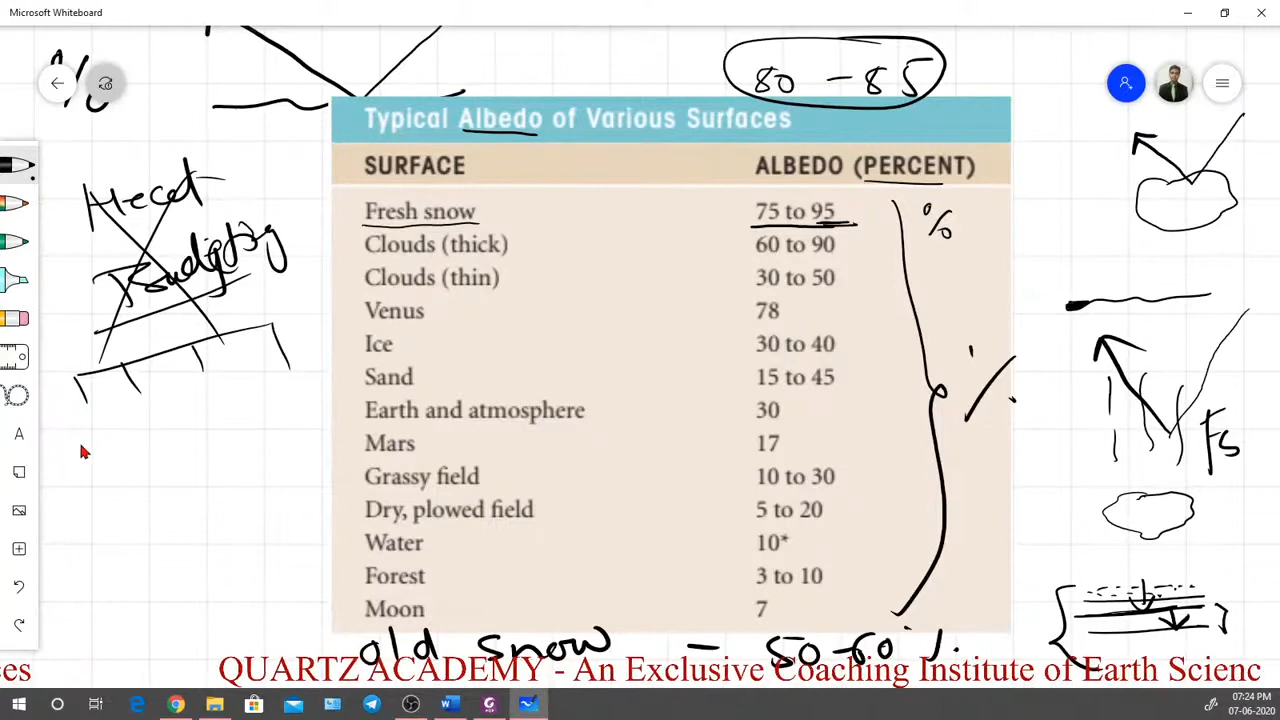 Microsoft Whiteboard
%
80 - 85
Typical Albedo of Various Surfaces
SURFACE ALBEDO (PERCENT)
Fresh snow 75 to 95
%
Clouds (thick) 60 to 90
Clouds (thin) 30 to 50
Venus 78
Ice 30 to 40
Sand 15 to 45
Earth and atmosphere 30
Mars 17
Grassy field 10 to 30
Dry, plowed field 5 to 20
Water 10*
Forest 3 to 10
Moon 7
Heat
Budget
%
FS
old snow - 50-60 %.
ces QUARTZ ACADEMY - An Exclusive Coaching Institute of Earth Scienc
A
07:24 PM
07-06-2020